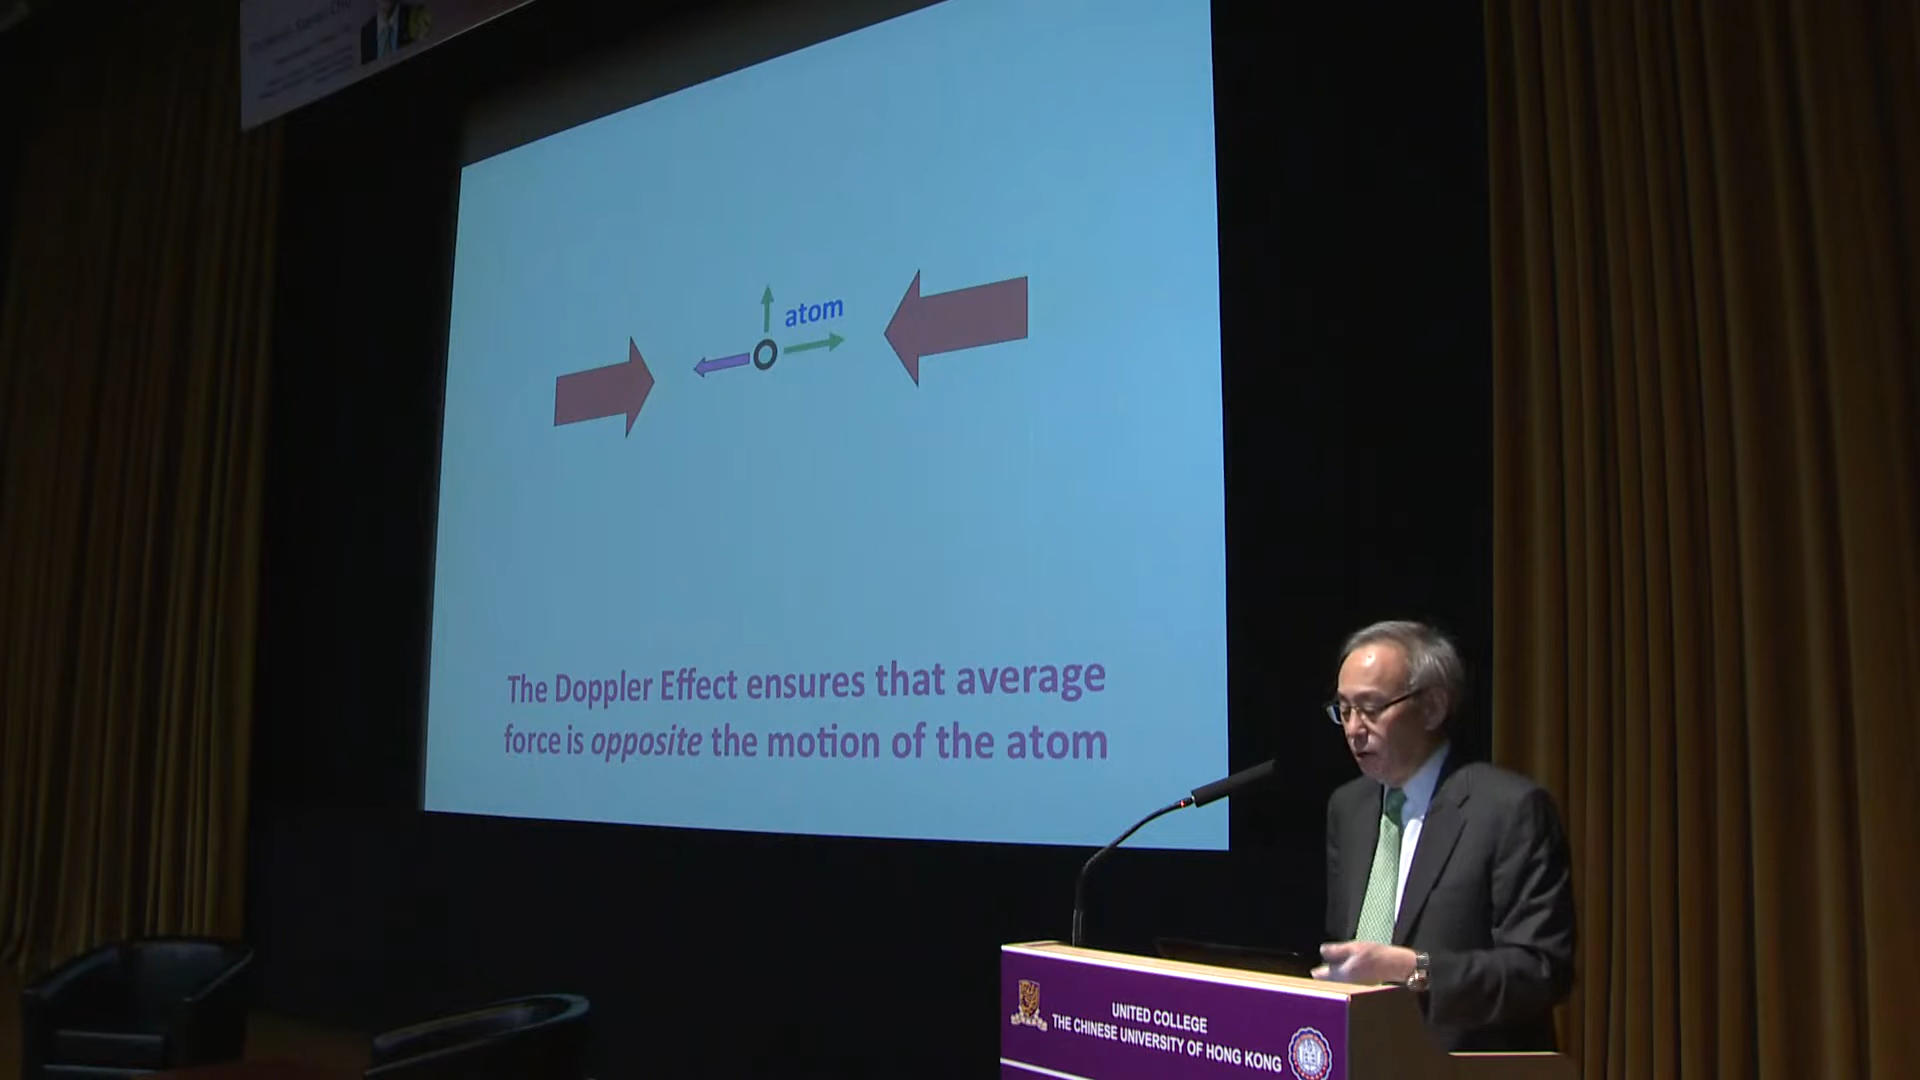 atom
The Doppler Effect ensures that average
force is opposite the motion of the atom
UNITED COLLEGE
THE CHINESE UNIVERSITY OF HONG KONG